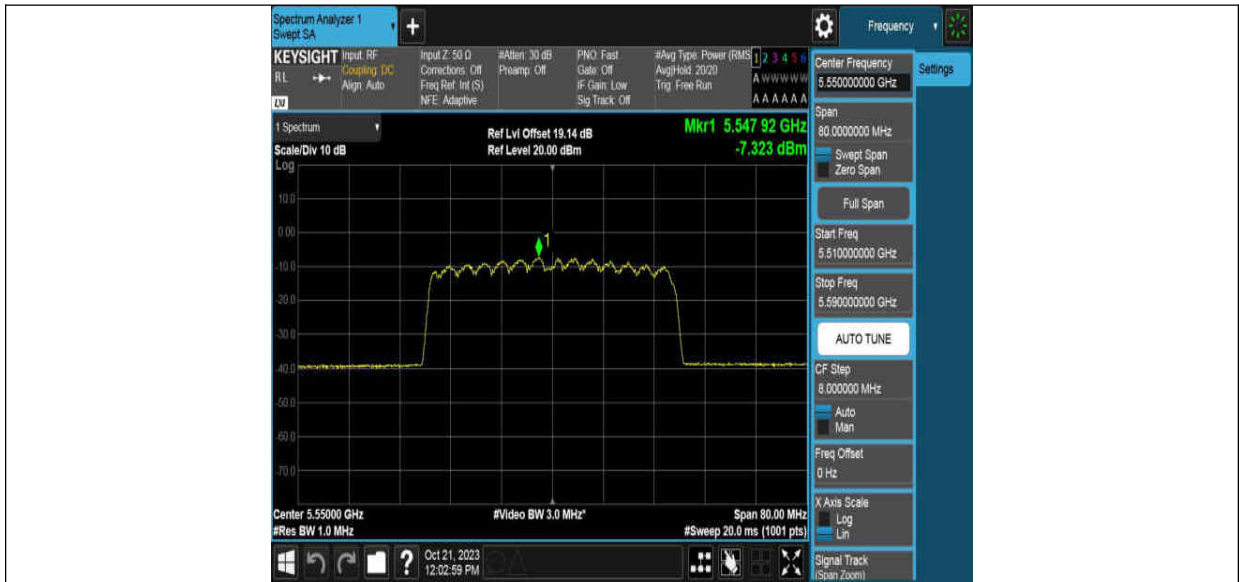 Spectrum Analyzer 1
Swept SA
+
Frequency
KEYSIGHT
RL
LXI
Input: RF
Coupling: DC
Align: Auto
Input Z: 50 Ω
Corrections: Off
Freq Ref: Int (S)
NFE: Adaptive
#Atten: 30 dB
Preamp: Off
PNO: Fast
Gate: Off
IF Gain: Low
Sig Track: Off
#Avg Type: Power (RMS
Avg|Hold: 20/20
Trig: Free Run
1 2 3 4 5 6
A W W W W W
A A A A A A
1 Spectrum
Scale/Div 10 dB
Log
Ref Lvl Offset 19.14 dB
Ref Level 20.00 dBm
Mkr1 5.547 92 GHz
-7.323 dBm
10.0
0.00
-10.0
-20.0
-30.0
-40.0
-50.0
-60.0
-70.0
1
Center 5.55000 GHz
#Res BW 1.0 MHz
#Video BW 3.0 MHz*
Span 80.00 MHz
#Sweep 20.0 ms (1001 pts)
?
Oct 21, 2023
12:02:59 PM
Center Frequency
5.550000000 GHz
Settings
Span
80.0000000 MHz
Swept Span
Zero Span
Full Span
Start Freq
5.510000000 GHz
Stop Freq
5.590000000 GHz
AUTO TUNE
CF Step
8.000000 MHz
Auto
Man
Freq Offset
0 Hz
X Axis Scale
Log
Lin
Signal Track
(Span Zoom)